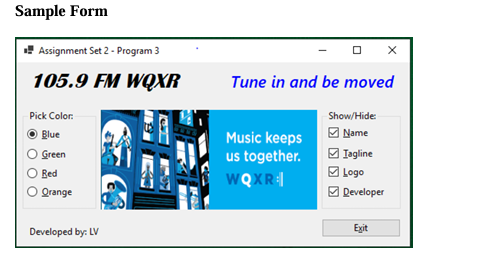 Sample Form
Assignment Set 2 - Program 3
105.9 FM WQXR
Tune in and be moved
Pick Color:
Blue
Green
Red
Orange
Music keeps
us together.
WQXR
Show/Hide:
Name
Tagline
Logo
Developer
Developed by: LV
Exit